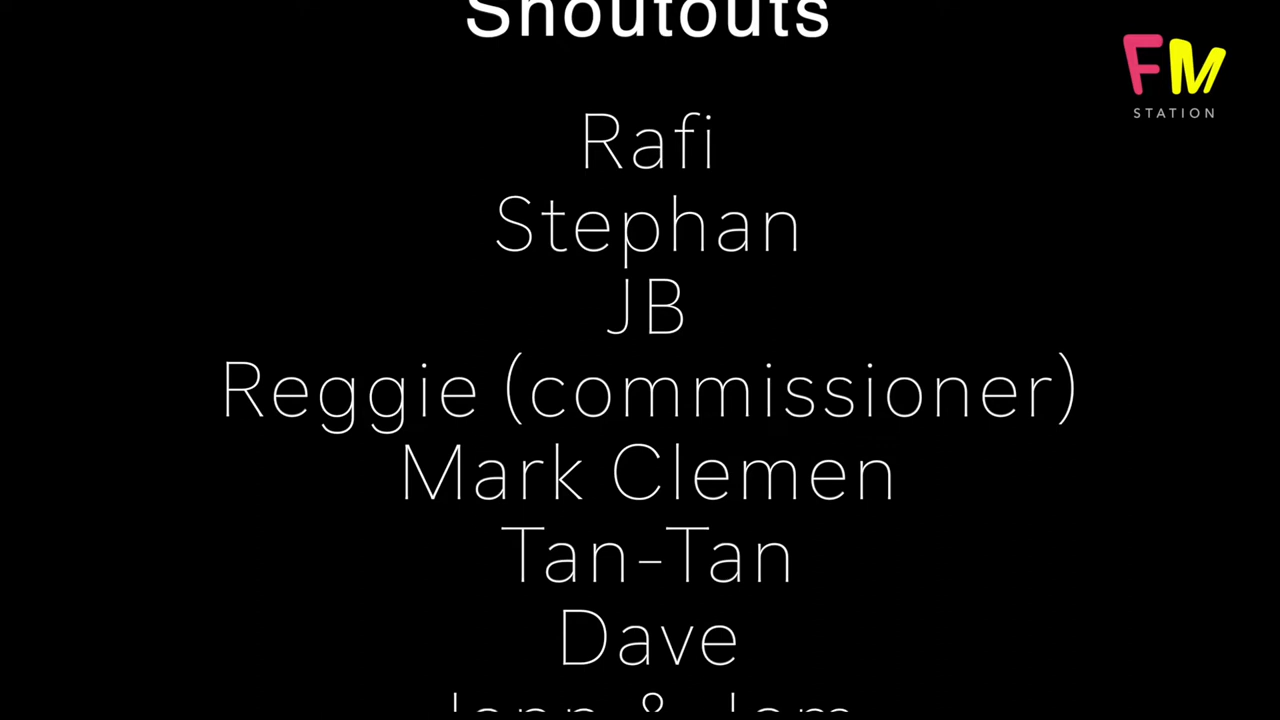 Shoutouts
FM
STATION
Rafi
Stephan
JB
Reggie (commissioner)
Mark Clemen
Tan-Tan
Dave